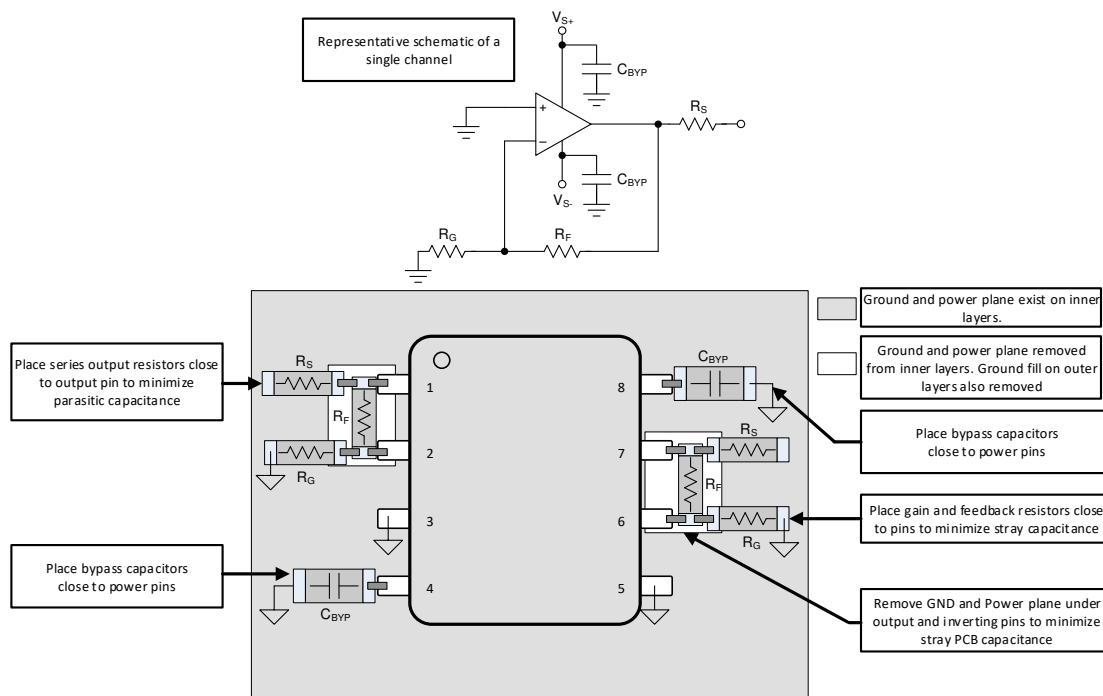 Representative schematic of a
single channel
VS+
CBYP
+
−
RS
CBYP
VS-
RG
RF
Ground and power plane exist on inner
layers.
Ground and power plane removed
from inner layers. Ground fill on outer
layers also removed
Place series output resistors close
to output pin to minimize
parasitic capacitance
RS
1
RF
2
RG
3
4
CBYP
8
CBYP
7
RS
RF
6
RG
5
Place bypass capacitors
close to power pins
Place gain and feedback resistors close
to pins to minimize stray capacitance
Place bypass capacitors
close to power pins
Remove GND and Power plane under
output and inverting pins to minimize
stray PCB capacitance